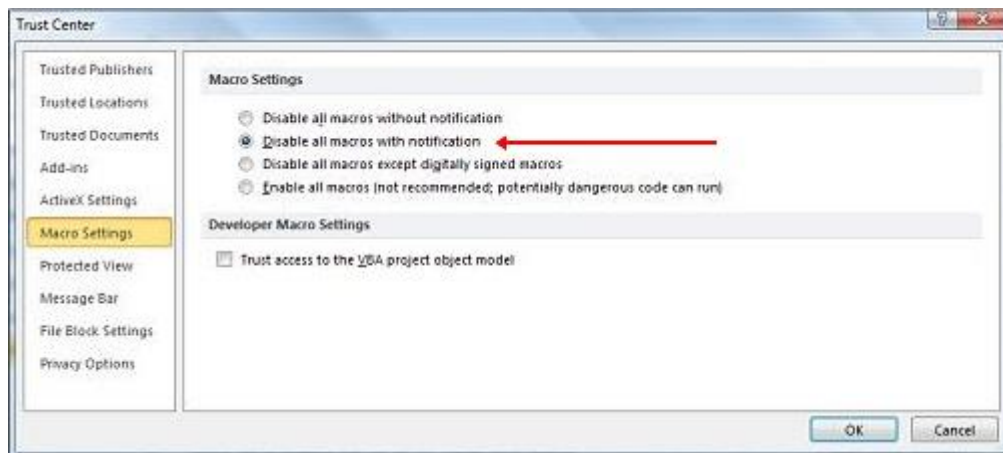 Trust Center
Trusted Publishers
Trusted Locations
Trusted Documents
Add-ins
ActiveX Settings
Macro Settings
Protected View
Message Bar
File Block Settings
Privacy Options
Macro Settings
Disable all macros without notification
Disable all macros with notification
Disable all macros except digitally signed macros
Enable all macros (not recommended; potentially dangerous code can run)
Developer Macro Settings
Trust access to the VBA project object model
OK
Cancel